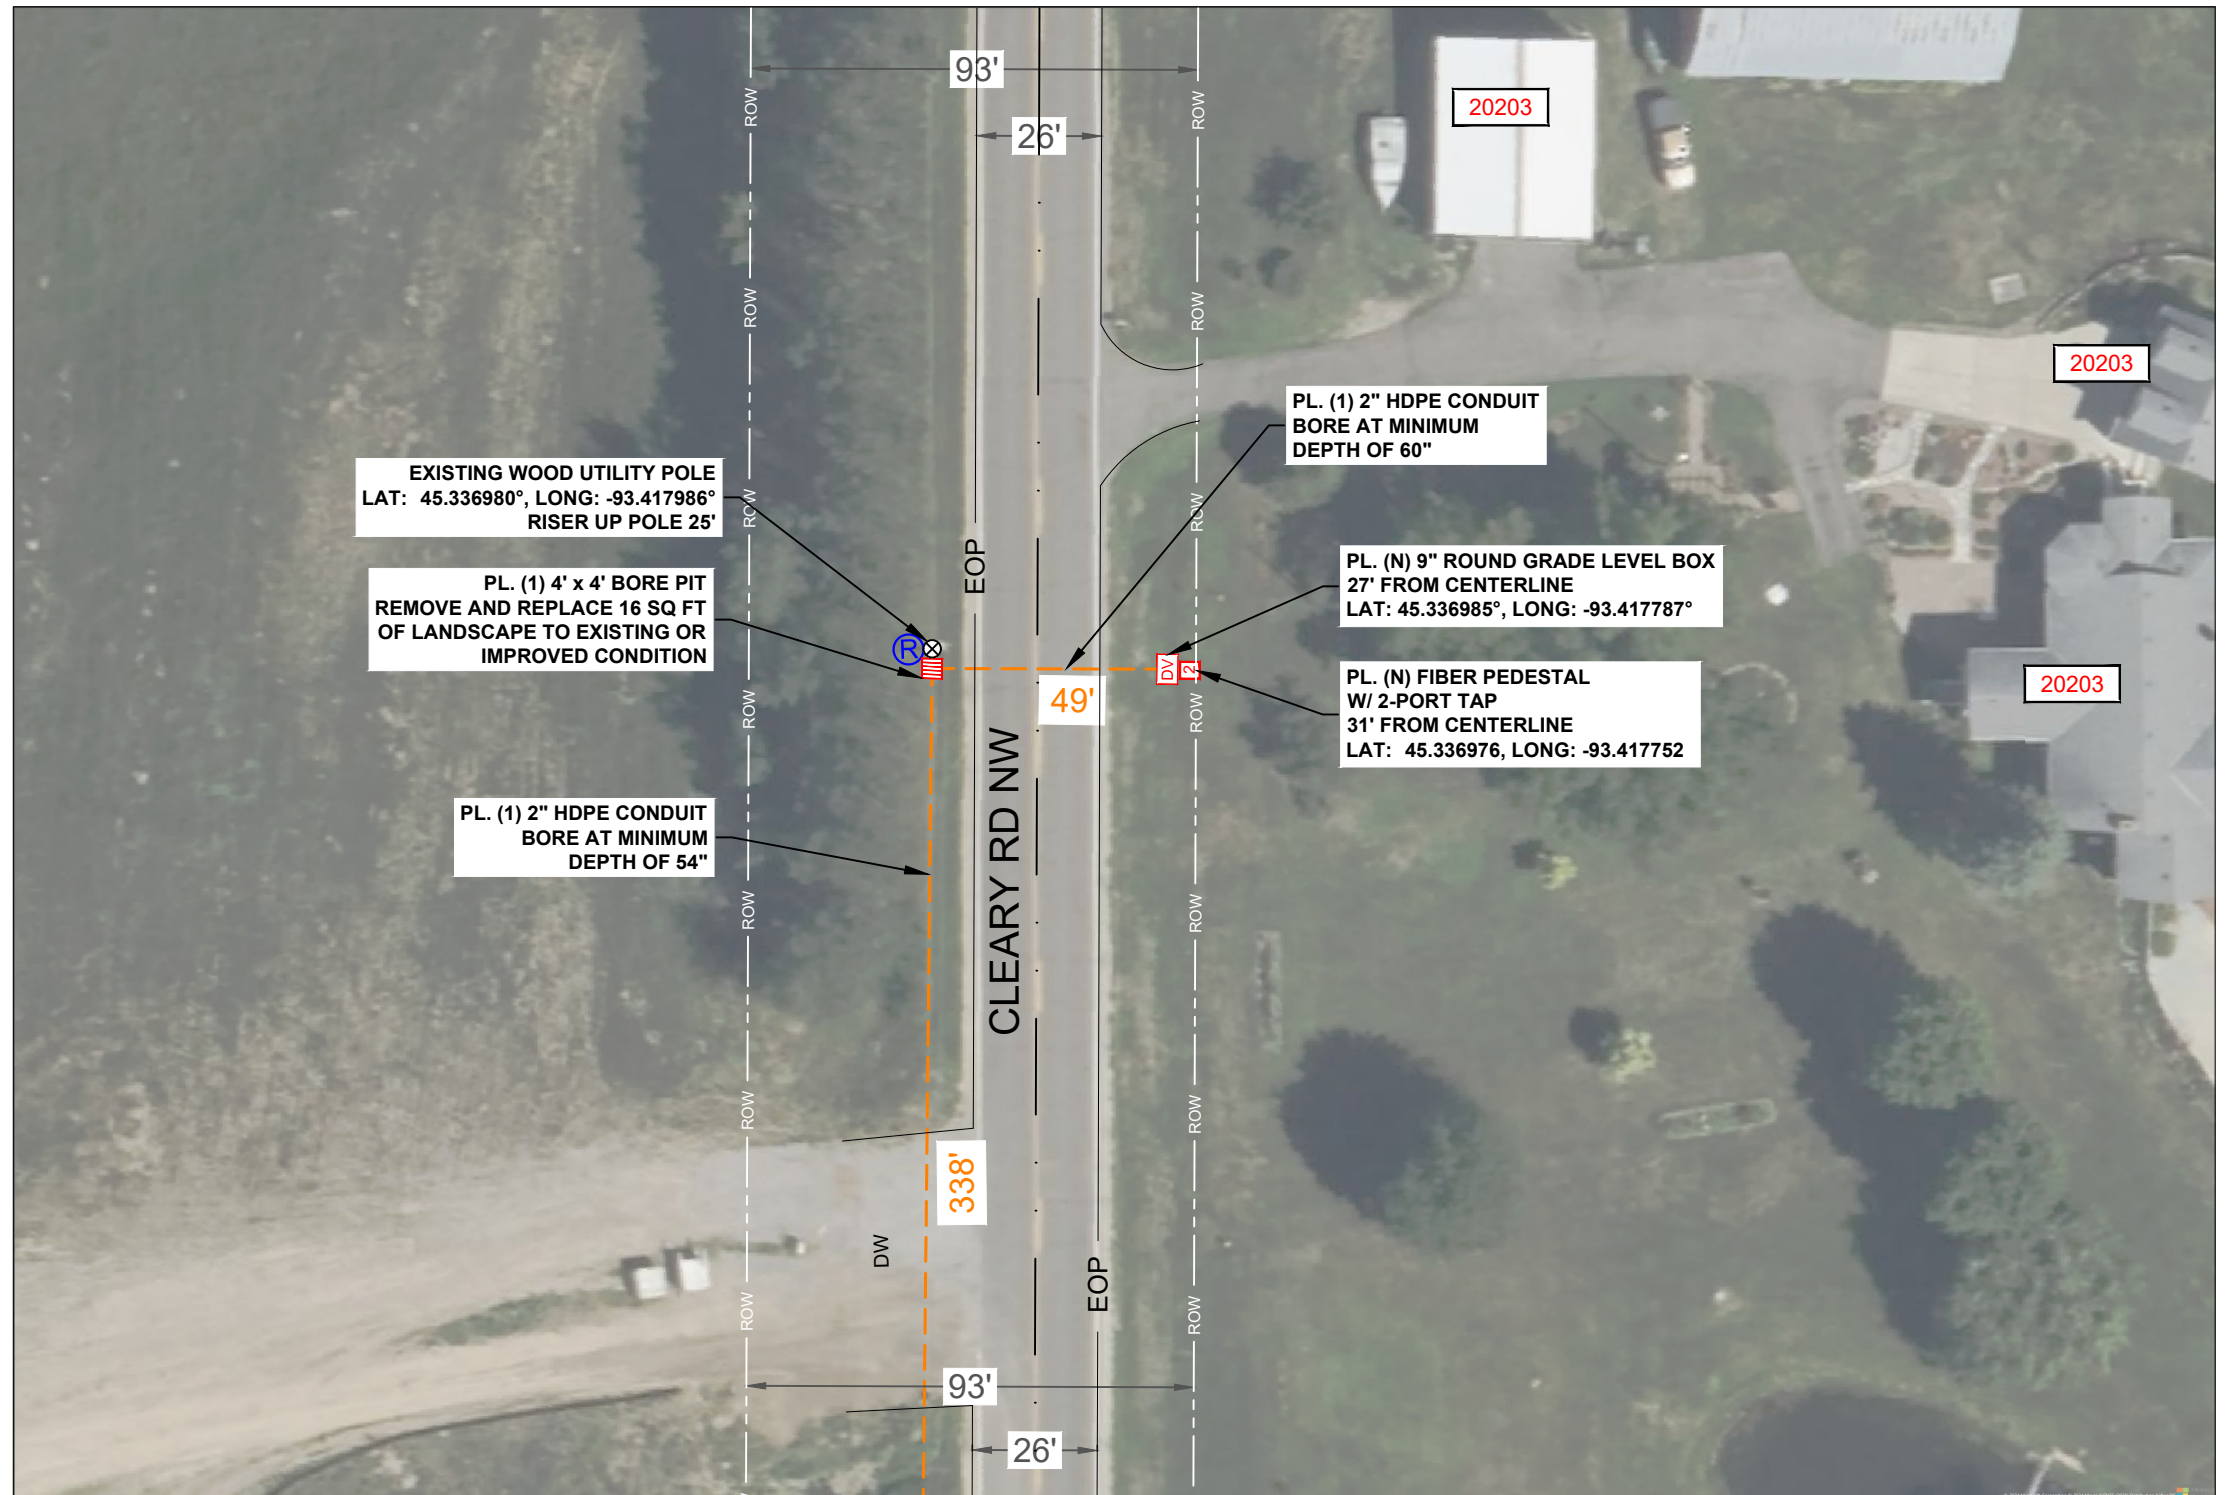 93'
26'
20203
ROW
ROW
ROW
ROW
20203
PL. (1) 2" HDPE CONDUIT
BORE AT MINIMUM
DEPTH OF 60"
EXISTING WOOD UTILITY POLE
LAT: 45.336980°, LONG: -93.417986°
RISER UP POLE 25'
ROW
ROW
EOP
PL. (1) 4' x 4' BORE PIT
REMOVE AND REPLACE 16 SQ FT
OF LANDSCAPE TO EXISTING OR
IMPROVED CONDITION
PL. (N) 9" ROUND GRADE LEVEL BOX
27' FROM CENTERLINE
LAT: 45.336985°, LONG: -93.417787°
R
DV
2
49'
PL. (N) FIBER PEDESTAL
W/ 2-PORT TAP
31' FROM CENTERLINE
LAT: 45.336976, LONG: -93.417752
20203
ROW
ROW
CLEARY RD NW
PL. (1) 2" HDPE CONDUIT
BORE AT MINIMUM
DEPTH OF 54"
ROW
ROW
ROW
ROW
338'
DW
EOP
ROW
ROW
93'
26'